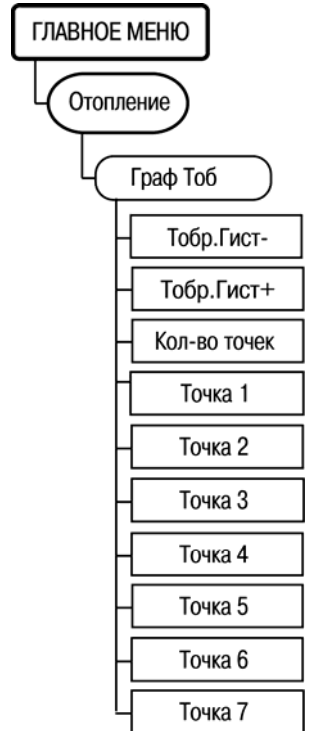 ГЛАВНОЕ МЕНЮ
Отопление
Граф Тоб
Тобр.Гист-
Тобр.Гист+
Кол-во точек
Точка 1
Точка 2
Точка 3
Точка 4
Точка 5
Точка 6
Точка 7